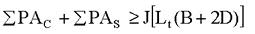 ∑PA_C + ∑PA_S ≥ J[L_t(B + 2D)]